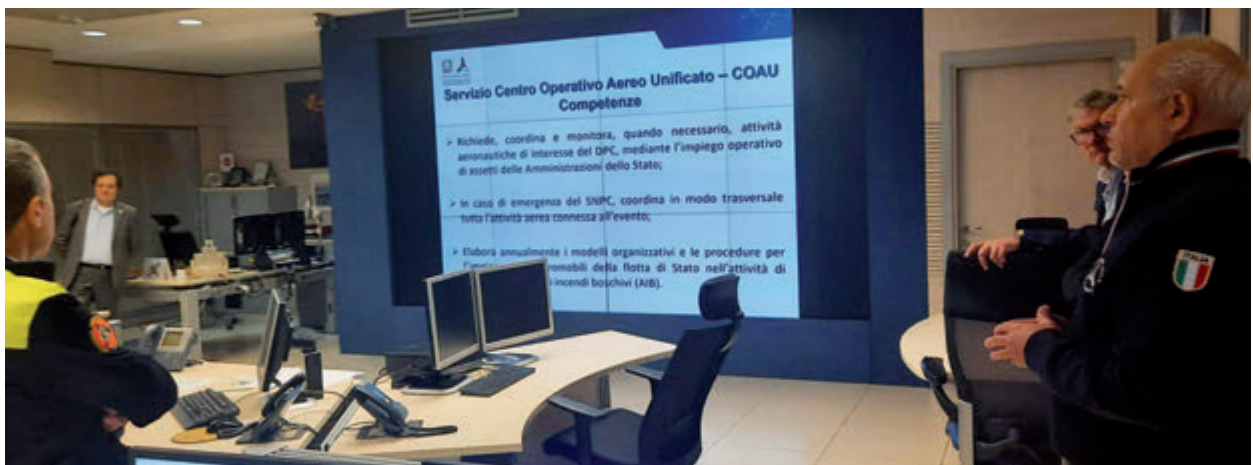 Servizio Centro Operativo Aereo Unificato – COAU
Competenze
➢ Richiede, coordina e monitora, quando necessario, attività
aeronautiche di interesse del DPC, mediante l'impiego operativo
di assetti delle Amministrazioni dello Stato;
➢ In caso di emergenza del SNPC, coordina in modo trasversale
tutta l'attività aerea connessa all'evento;
➢ Elabora annualmente i modelli organizzativi e le procedure per
della flotta di Stato nell'attività di
incendi boschivi (AIB).
ITALIA